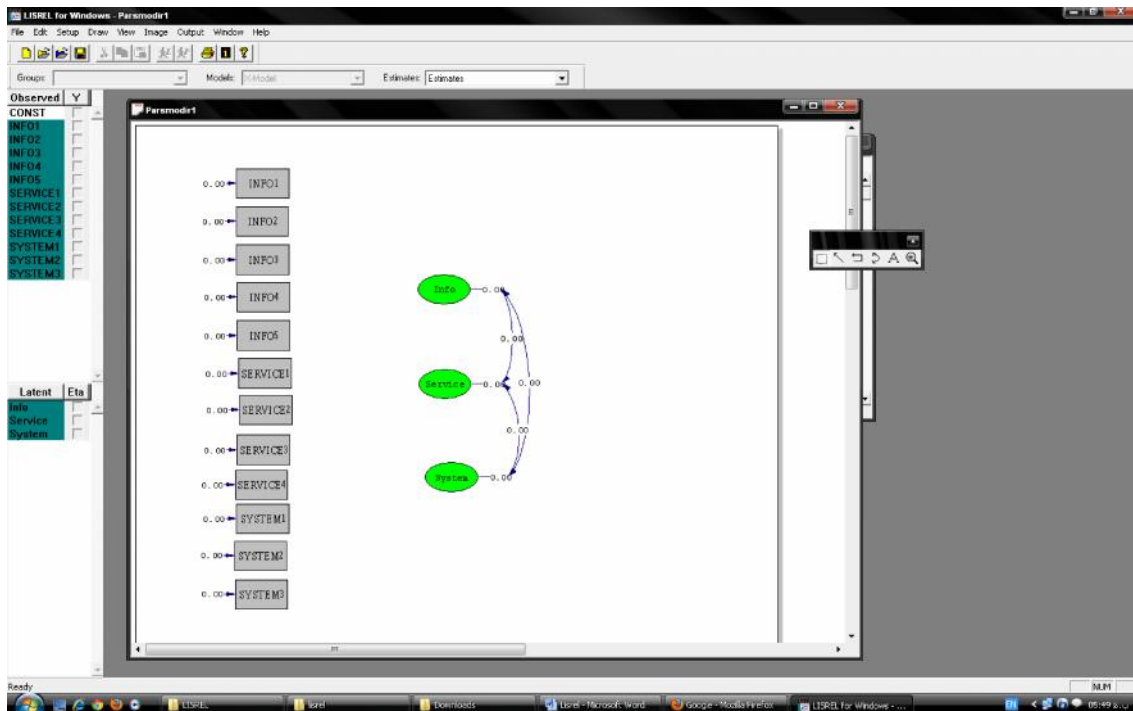 LISREL for Windows - Parsmodir1
File Edit Setup Draw View Image Output Window Help
Groups: Models: X-Model Estimates: Estimates
Observed Y
CONST
INFO1
INFO2
INFO3
INFO4
INFO5
SERVICE1
SERVICE2
SERVICE3
SERVICE4
SYSTEM1
SYSTEM2
SYSTEM3
Latent Eta
Info
Service
System
Parsmodir1
0.00 INFO1
0.00 INFO2
0.00 INFO3
0.00 INFO4
0.00 INFO5
0.00 SERVICE1
0.00 SERVICE2
0.00 SERVICE3
0.00 SERVICE4
0.00 SYSTEM1
0.00 SYSTEM2
0.00 SYSTEM3
Info 0.00
0.00
Service 0.00 0.00
0.00
System 0.00
A
Ready
NUM
LISREL lisrel Downloads Lisrel - Microsoft Word Google - Mozilla Firefox LISREL for Windows - ... EN 05:49